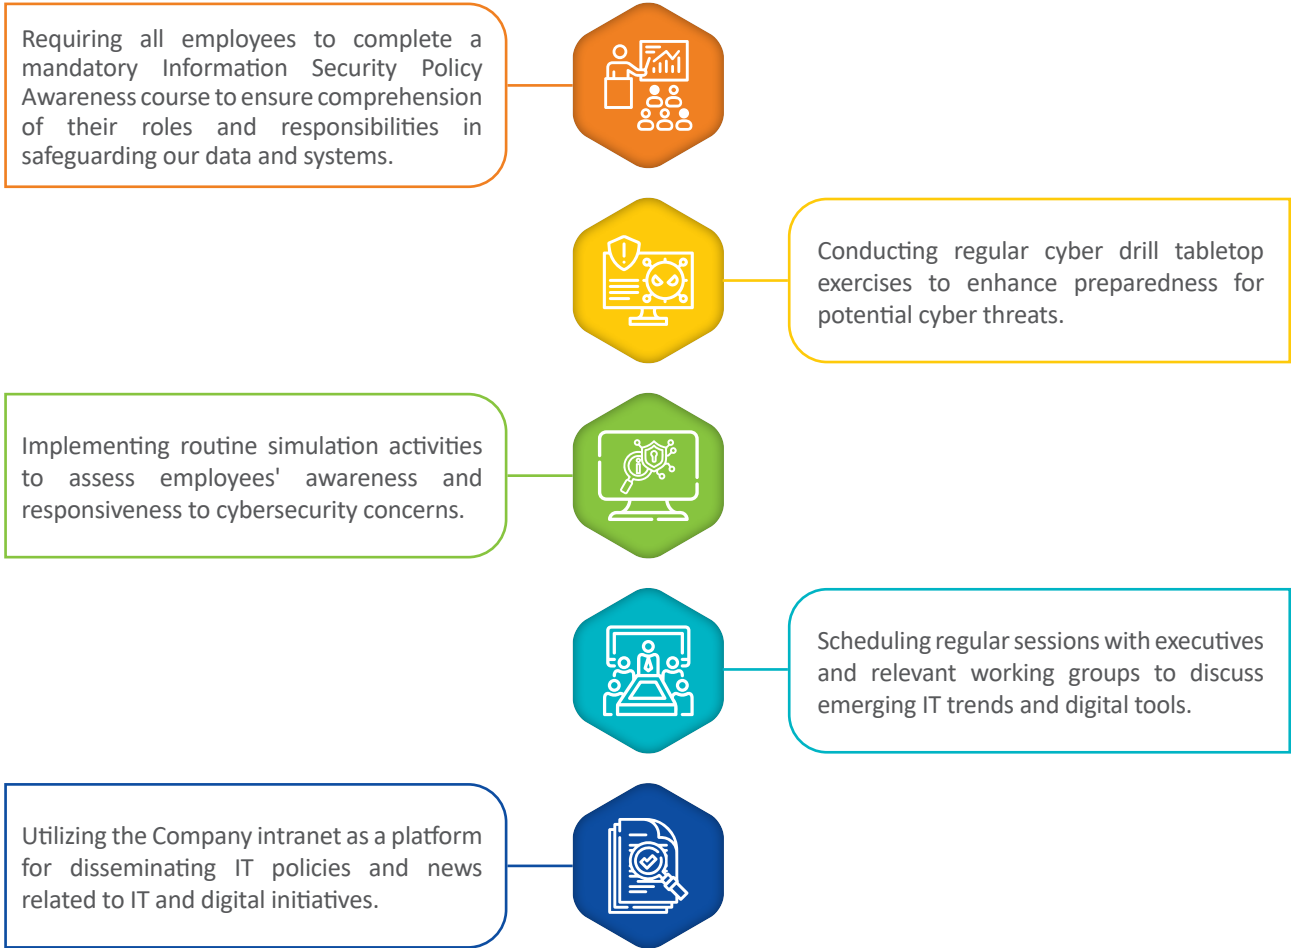 Requiring all employees to complete a
mandatory Information Security Policy
Awareness course to ensure comprehension
of their roles and responsibilities in
safeguarding our data and systems.
Conducting regular cyber drill tabletop
exercises to enhance preparedness for
potential cyber threats.
Implementing routine simulation activities
to assess employees' awareness and
responsiveness to cybersecurity concerns.
Scheduling regular sessions with executives
and relevant working groups to discuss
emerging IT trends and digital tools.
Utilizing the Company intranet as a platform
for disseminating IT policies and news
related to IT and digital initiatives.